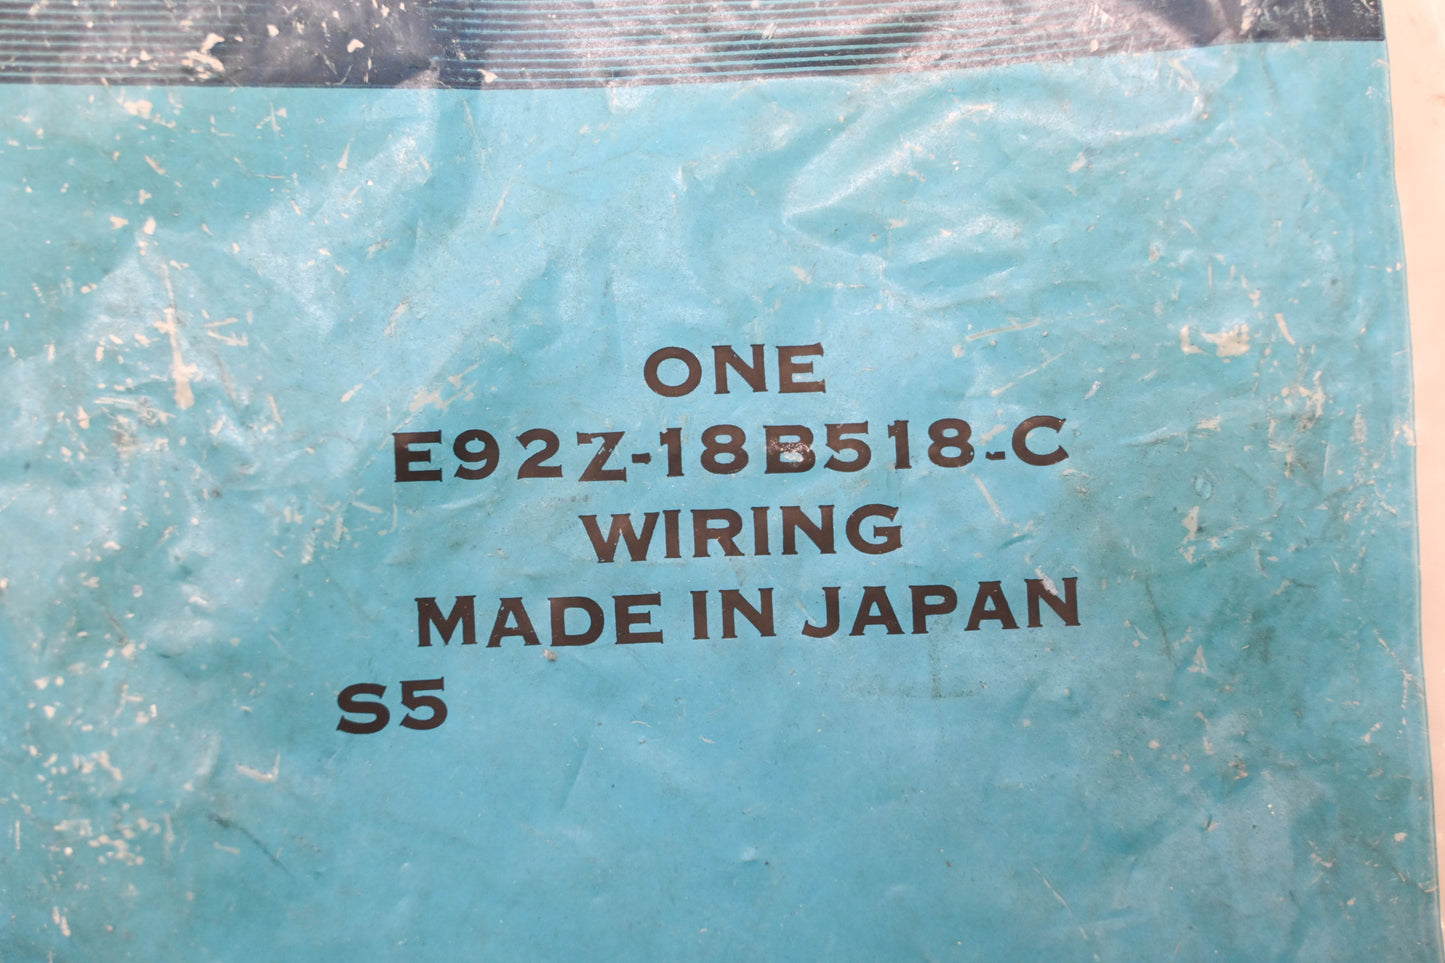 ONE
E92Z-18B518-C
WIRING
MADE IN JAPAN
S5